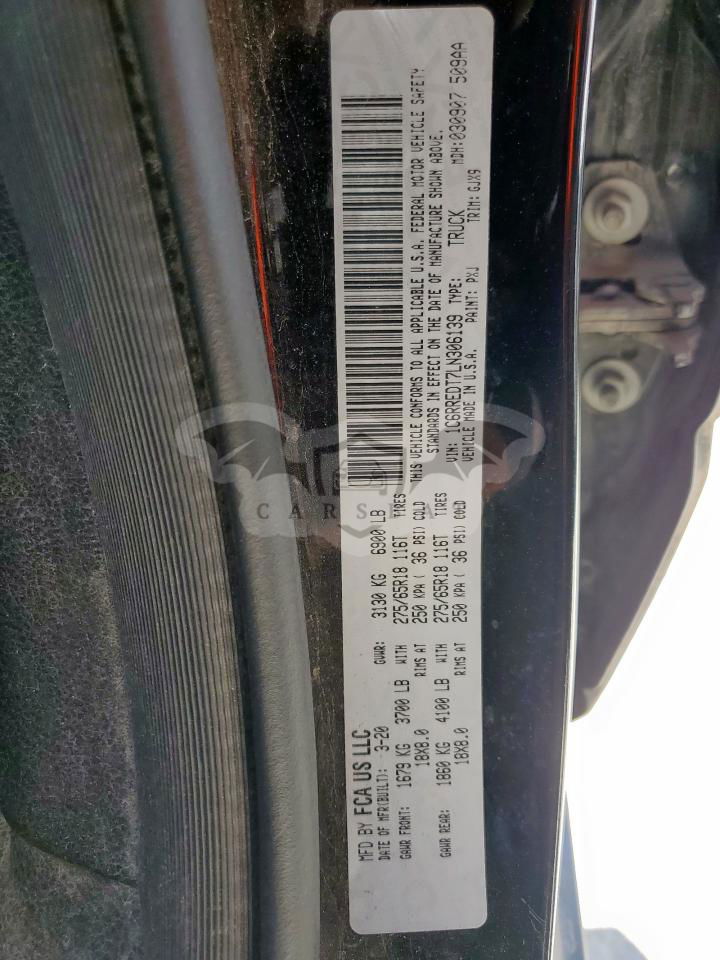 MFD BY FCA US LLC
DATE OF MFR(BUILT): 3-20 GVWR: 3130 KG 6900 LB
GAWR FRONT: 1679 KG 3700 LB WITH 275/65R18 116T TIRES
18X8.0 RIMS AT 250 KPA ( 36 PSI) COLD
GAWR REAR: 1860 KG 4100 LB WITH 275/65R18 116T TIRES
18X8.0 RIMS AT 250 KPA ( 36 PSI) COLD
THIS VEHICLE CONFORMS TO ALL APPLICABLE U.S.A. FEDERAL MOTOR VEHICLE SAFETY
STANDARDS IN EFFECT ON THE DATE OF MANUFACTURE SHOWN ABOVE.
VIN: 1C6RREDT7LN306139 TYPE: TRUCK MDH:030907 509AA
VEHICLE MADE IN U.S.A. PAINT: PXJ TRIM: GJX9